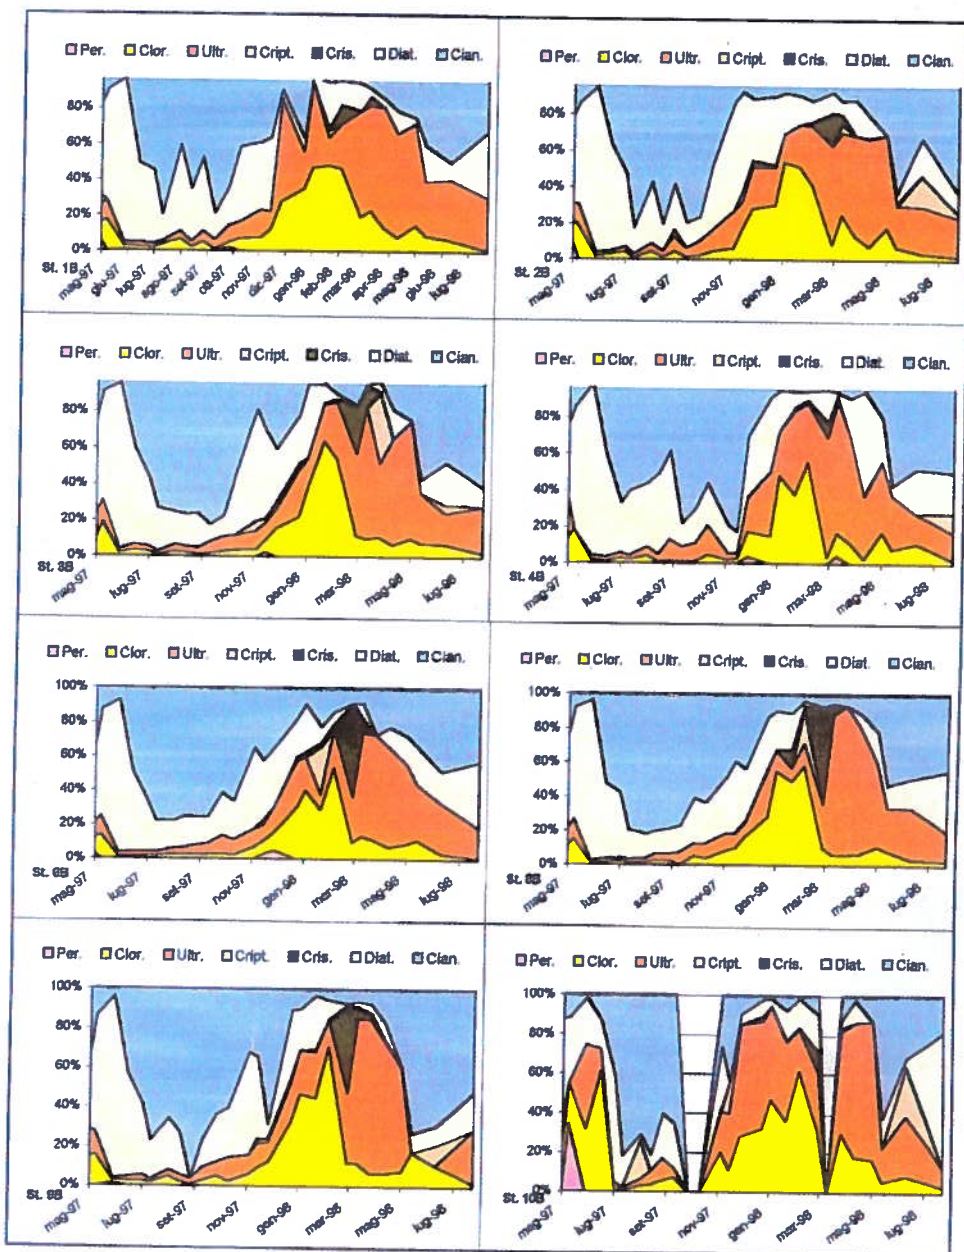 Per. Clor. Ultr. Cript. Cris. Diat. Cian.
80%
60%
40%
20%
0%
St. 1B
mag-97 giu-97 lug-97 ago-97 set-97 ott-97 nov-97 dic-97 gen-98 feb-98 mar-98 apr-98 mag-98 giu-98 lug-98
Per. Clor. Ultr. Cript. Cris. Diat. Cian.
80%
60%
40%
20%
0%
St. 2B
mag-97 lug-97 set-97 nov-97 gen-98 mar-98 mag-98 lug-98
Per. Clor. Ultr. Cript. Cris. Diat. Cian.
80%
60%
40%
20%
0%
St. 3B
mag-97 lug-97 set-97 nov-97 gen-98 mar-98 mag-98 lug-98
Per. Clor. Ultr. Cript. Cris. Diat. Cian.
80%
60%
40%
20%
0%
St. 4B
mag-97 lug-97 set-97 nov-97 gen-98 mar-98 mag-98 lug-98
Per. Clor. Ultr. Cript. Cris. Diat. Cian.
100%
80%
60%
40%
20%
0%
St.
mag-97 lug-97 set-97 nov-97 gen-98 mar-98 mag-98 lug-98
Per. Clor. Ultr. Cript. Cris. Diat. Cian.
100%
80%
60%
40%
20%
0%
St.
mag-97 lug-97 set-97 nov-97 gen-98 mar-98 mag-98 lug-98
Per. Clor. Ultr. Cript. Cris. Diat. Cian.
100%
80%
60%
40%
20%
0%
St. 9B
mag-97 lug-97 set-97 nov-97 gen-98 mar-98 mag-98 lug-98
Per. Clor. Ultr. Cript. Cris. Diat. Cian.
100%
80%
60%
40%
20%
0%
St. 10B
mag-97 lug-97 set-97 nov-97 gen-98 mar-98 mag-98 lug-98